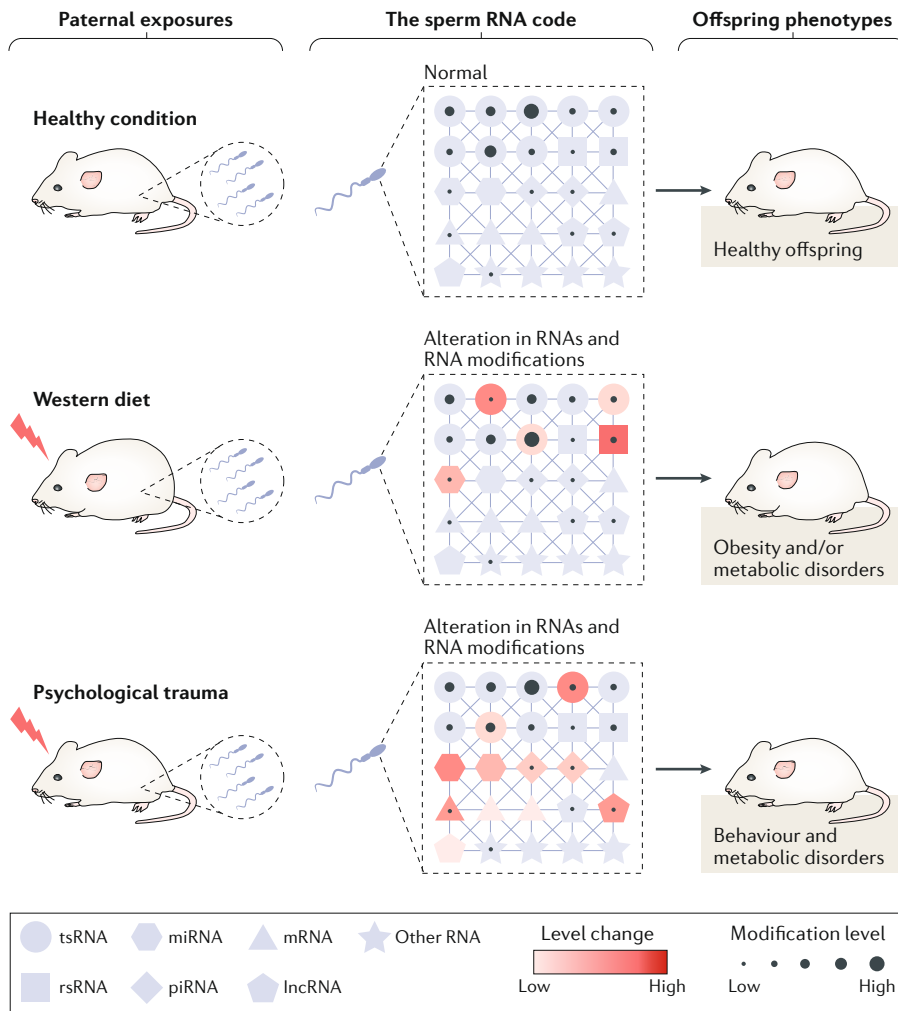 Paternal exposures
The sperm RNA code
Offspring phenotypes
Normal
Healthy condition
Healthy offspring
Alteration in RNAs and
RNA modifications
Western diet
Obesity and/or
metabolic disorders
Alteration in RNAs and
RNA modifications
Psychological trauma
Behaviour and
metabolic disorders
tsRNA
miRNA
mRNA
Other RNA
rsRNA
piRNA
lncRNA
Level change
Low
High
Modification level
Low
High